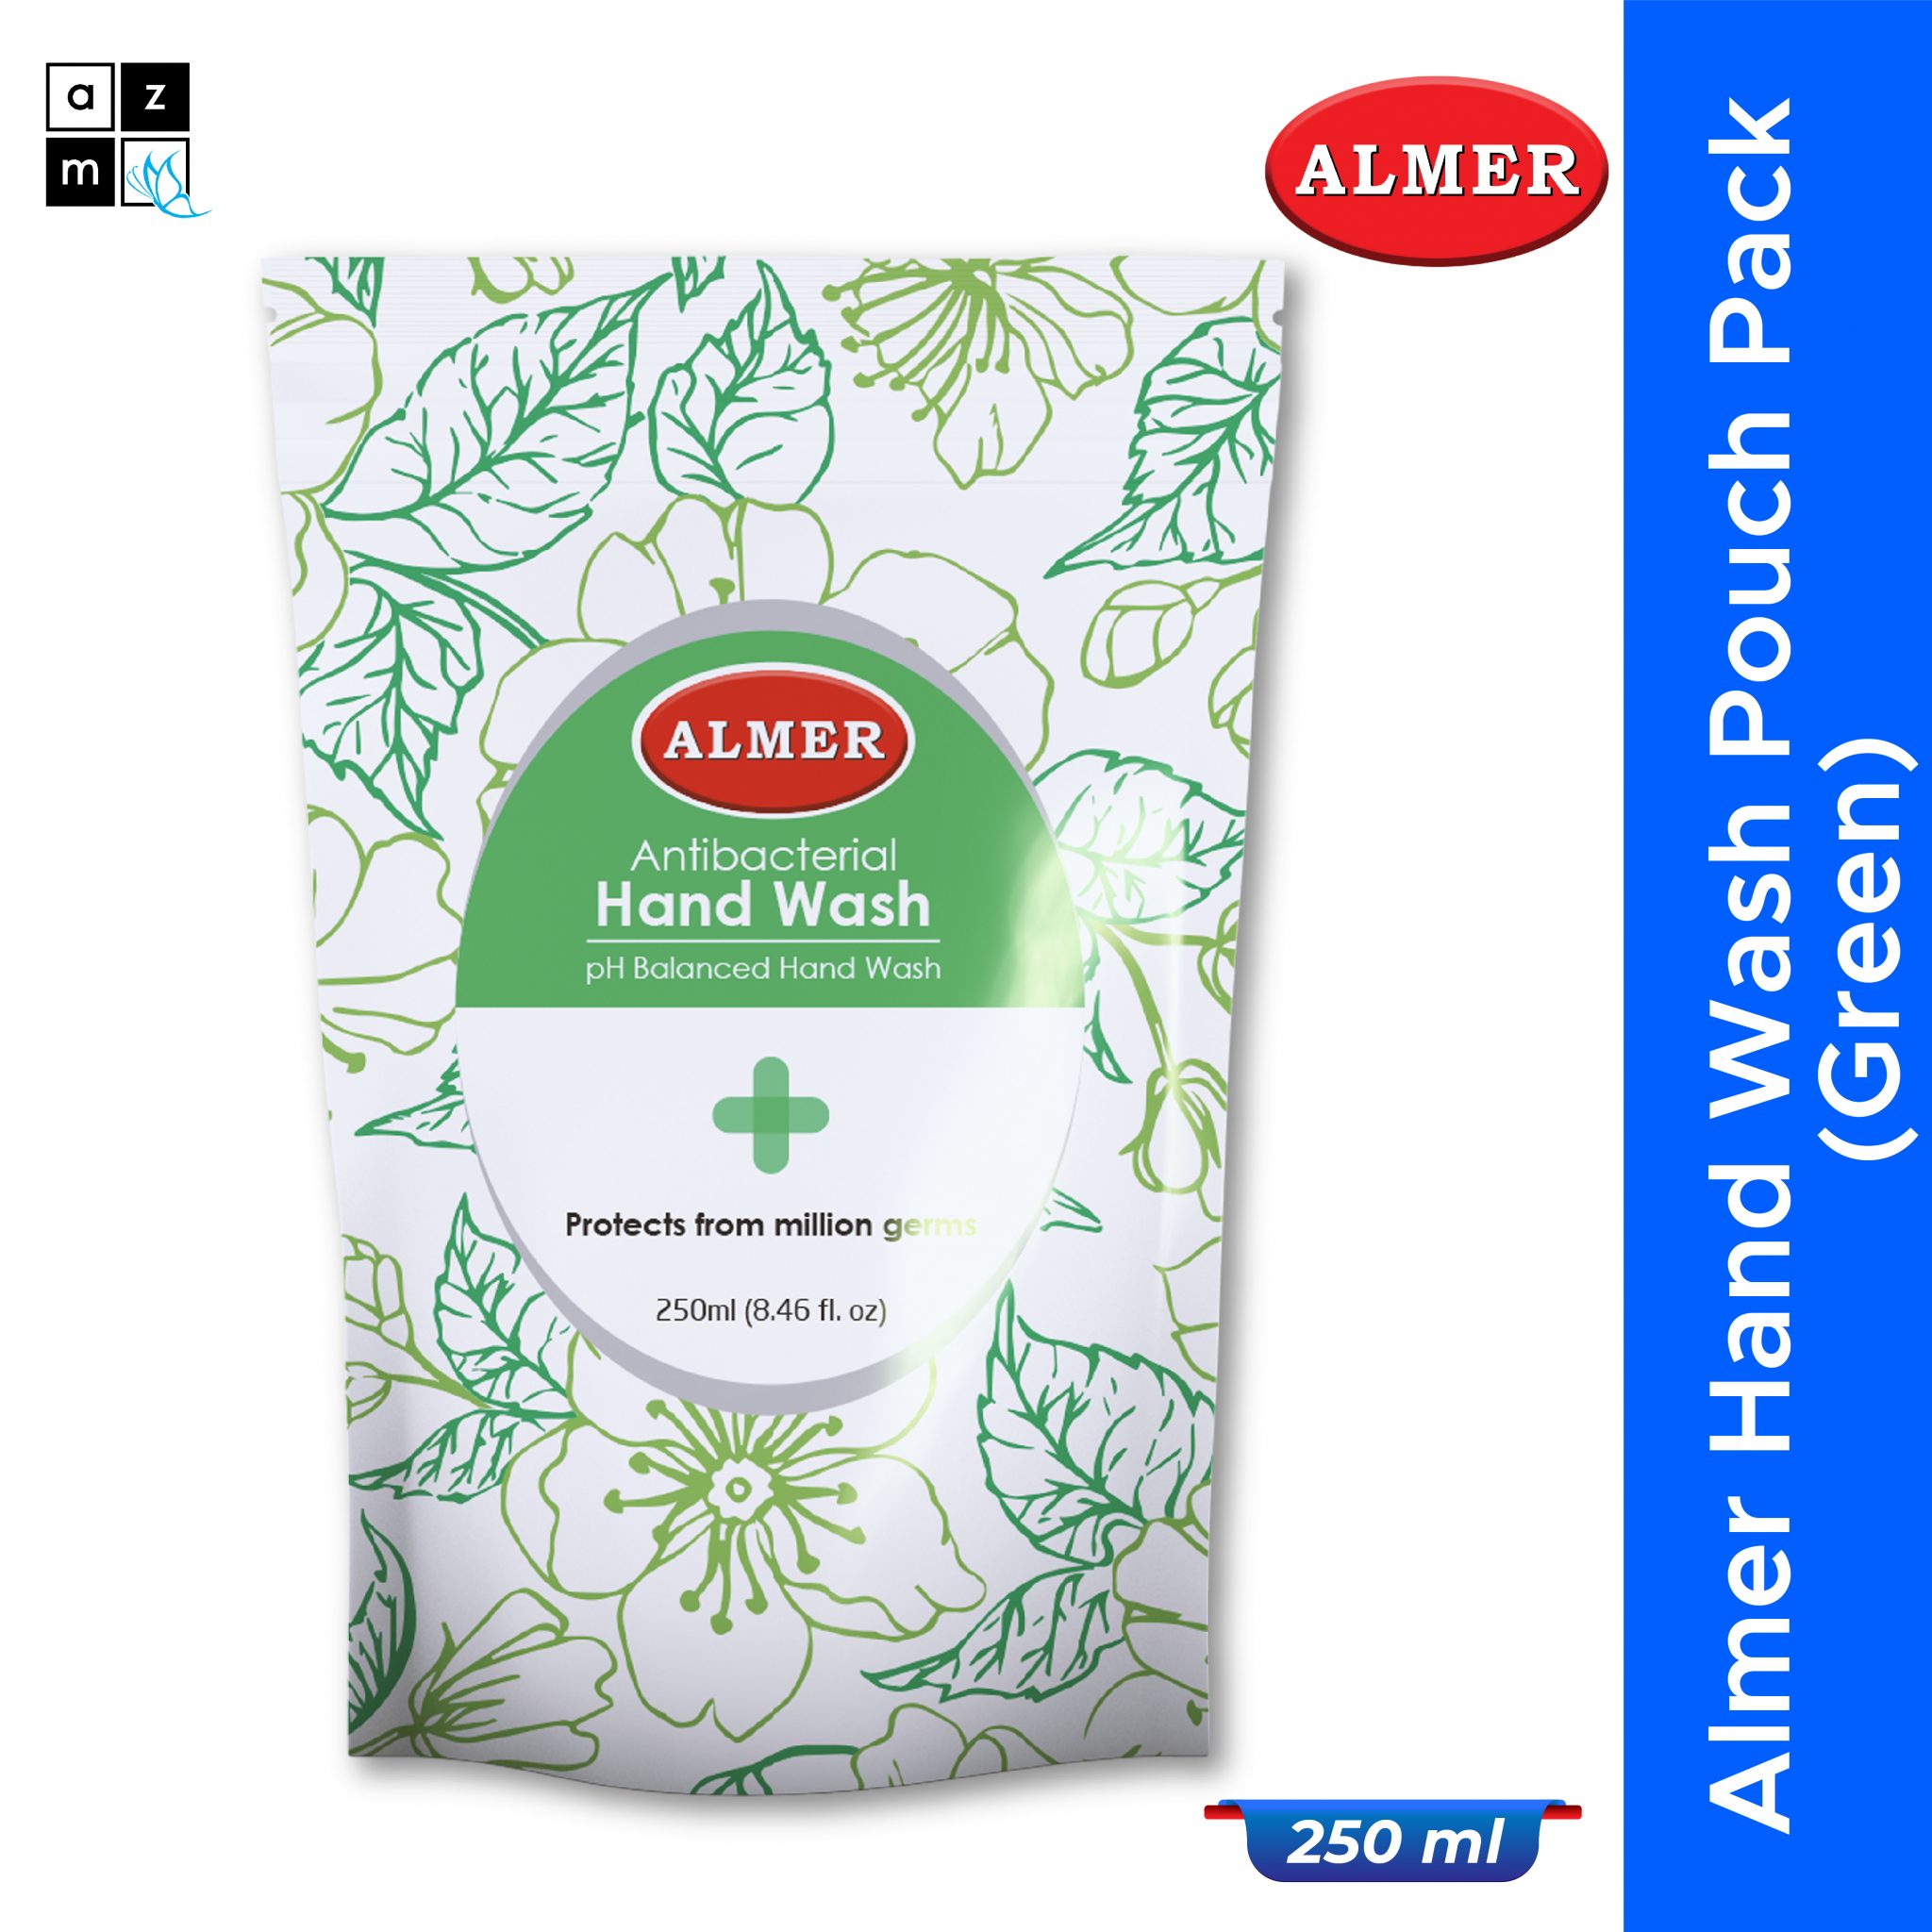 a z
m
ALMER
ALMER
Antibacterial
Hand Wash
pH Balanced Hand Wash
Protects from million germs
250ml (8.46 fl. oz)
250 ml
Almer Hand Wash Pouch Pack
(Green)